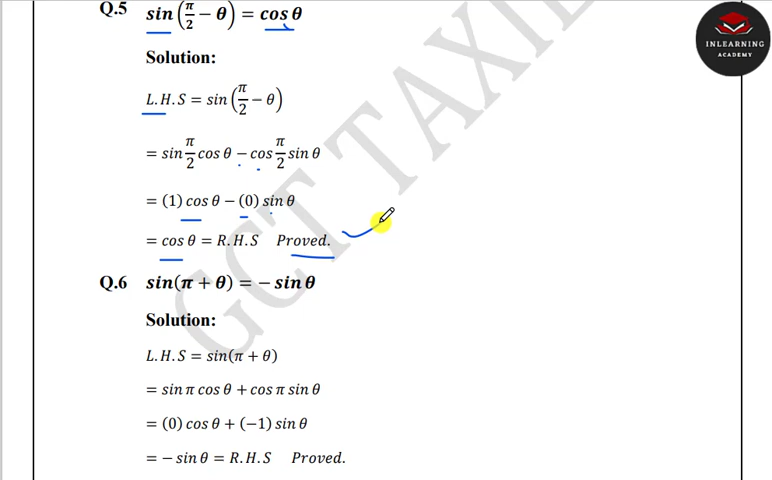 Q.5 sin(π/2 − θ) = cos θ
INLEARNING
ACADEMY
Solution:
L.H.S = sin(π/2 − θ)
= sin π/2 cos θ − cos π/2 sin θ
= (1) cos θ − (0) sin θ
= cos θ = R.H.S Proved.
Q.6 sin(π + θ) = − sin θ
Solution:
L.H.S = sin(π + θ)
= sin π cos θ + cos π sin θ
= (0) cos θ + (−1) sin θ
= − sin θ = R.H.S Proved.
GCT TAXIL